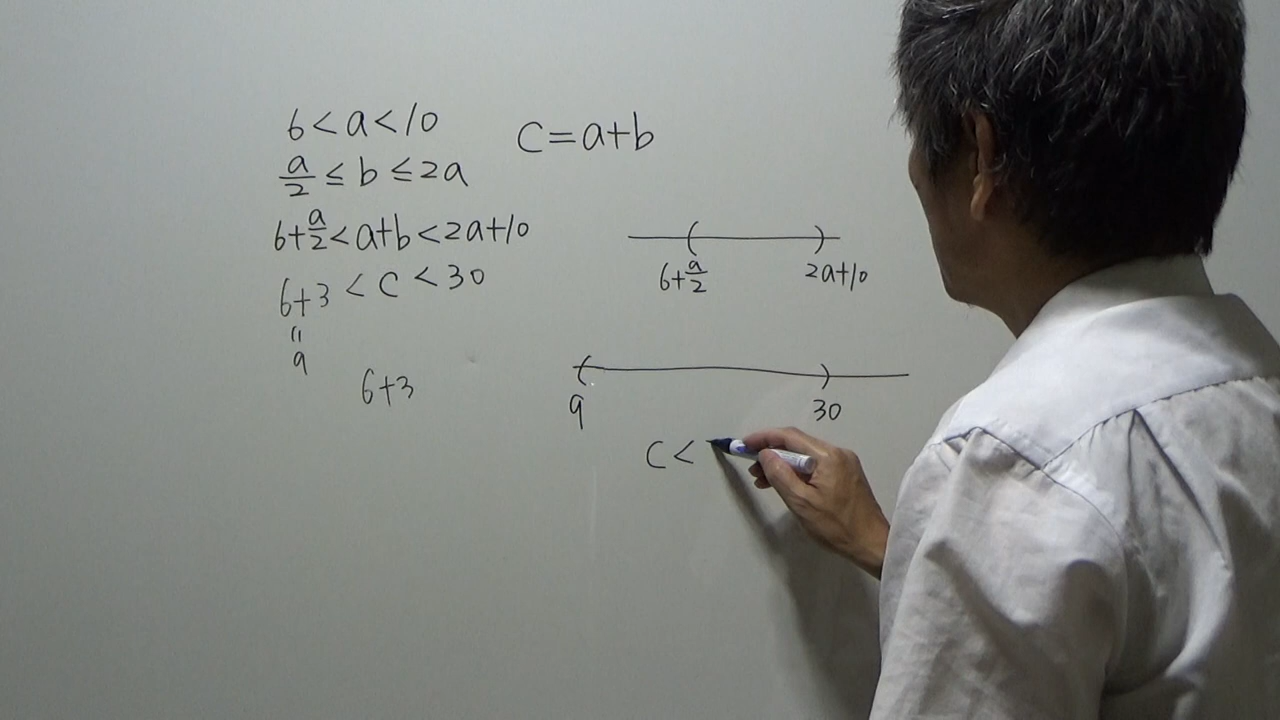 6<a<10
C=a+b
a/2≤b≤2a
6+a/2<a+b<2a+10
6+3<C<30
=
9
6+3
6+a/2 2a+10
9 30
C<